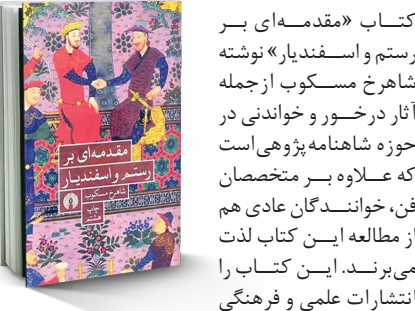 کتاب «مقدمه‌ای بر
رستم و اسفندیار» نوشته
شاهرخ مسکوب از جمله
آثار درخور و خواندنی در
حوزه شاهنامه‌پژوهی است
که علاوه بر متخصصان
فن، خوانندگان عادی هم
از مطالعه این کتاب لذت
می‌برند. این کتاب را
انتشارات علمی و فرهنگی
مقدمه‌ای بر
رستم و اسفندیار
شاهرخ مسکوب
چاپ
هشتم